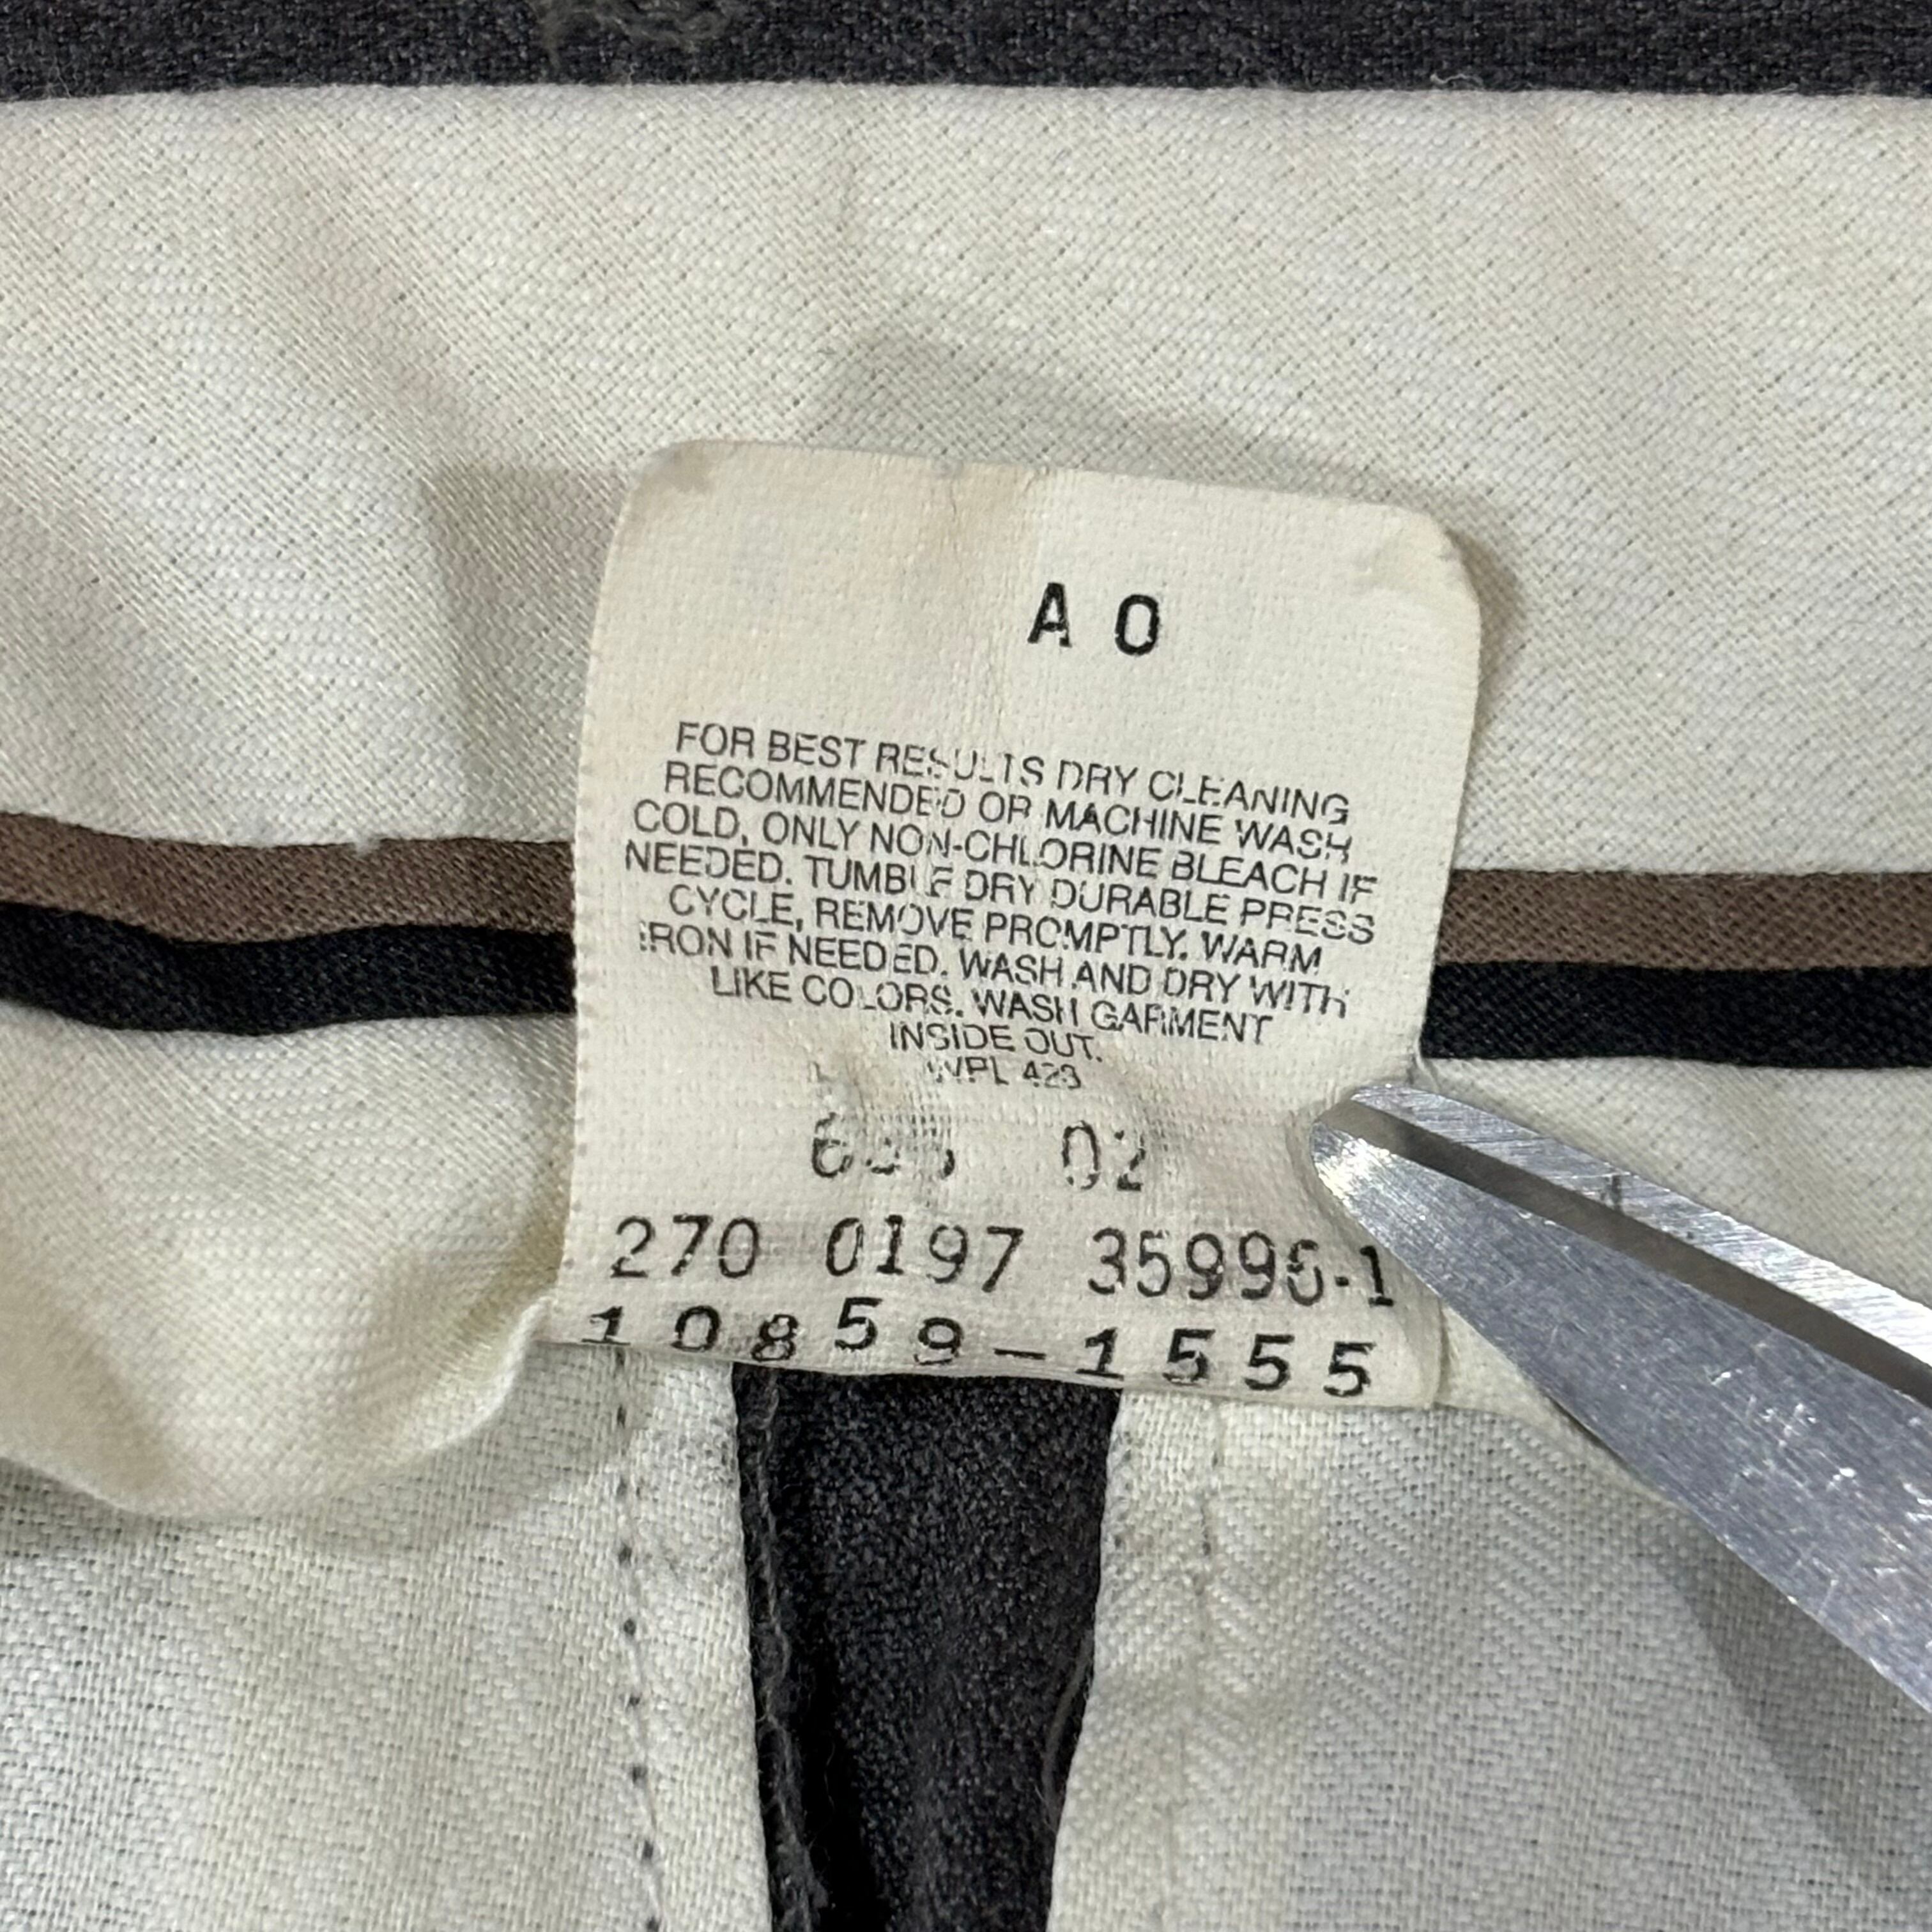 A 0
FOR BEST RESULTS DRY CLEANING
RECOMMENDED OR MACHINE WASH
COLD, ONLY NON-CHLORINE BLEACH IF
NEEDED. TUMBLE DRY DURABLE PRESS
CYCLE, REMOVE PROMPTLY. WARM
IRON IF NEEDED. WASH AND DRY WITH
LIKE COLORS. WASH GARMENT
INSIDE OUT.
WPL 423
02
270 0197 35996-1
10859-1555